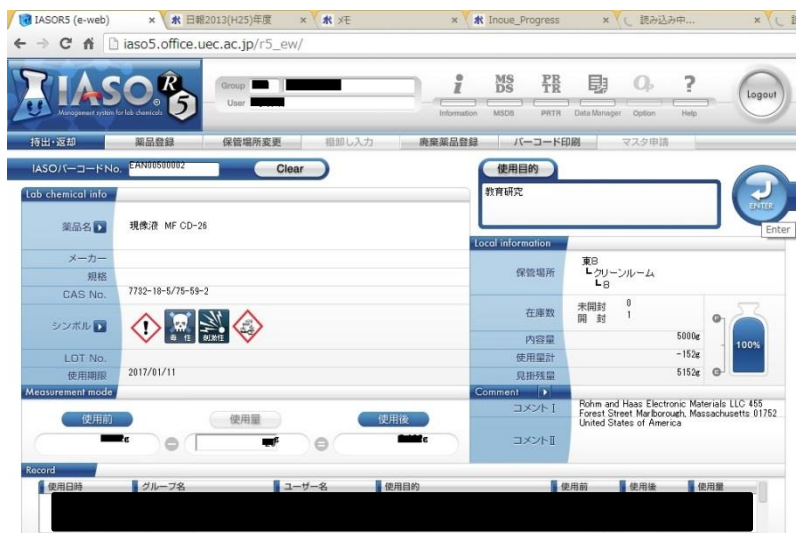 IASOR5 (e-web)
日報2013(H25)年度
メモ
Inoue_Progress
読み込み中...
iaso5.office.uec.ac.jp/r5_ew/
IASO R5
Management system for lab chemicals
Group
User
Information
MSDB
PRTR
Data Manager
Option
Help
Logout
持出・返却
薬品登録
保管場所変更
棚卸し入力
廃棄薬品登録
バーコード印刷
マスタ申請
IASOバーコードNo.
EAN00500002
Clear
使用目的
教育研究
ENTER
Enter
Lab chemical info
薬品名
現像液 MF CD-26
メーカー
規格
CAS No.
7732-18-5/75-59-2
シンボル
毒性
刺激性
LOT No.
使用期限
2017/01/11
Local information
保管場所
東8
┗クリーンルーム
┗8
在庫数
未開封 0
開 封 1
内容量
5000g
使用量計
-152g
見掛残量
5152g
100%
Measurement mode
使用前
使用量
使用後
Comment
コメントⅠ
Rohm and Haas Electronic Materials LLC 455
Forest Street Marlborough, Massachusetts 01752
United States of America
コメントⅡ
Record
使用日時
グループ名
ユーザー名
使用目的
使用前
使用後
使用量